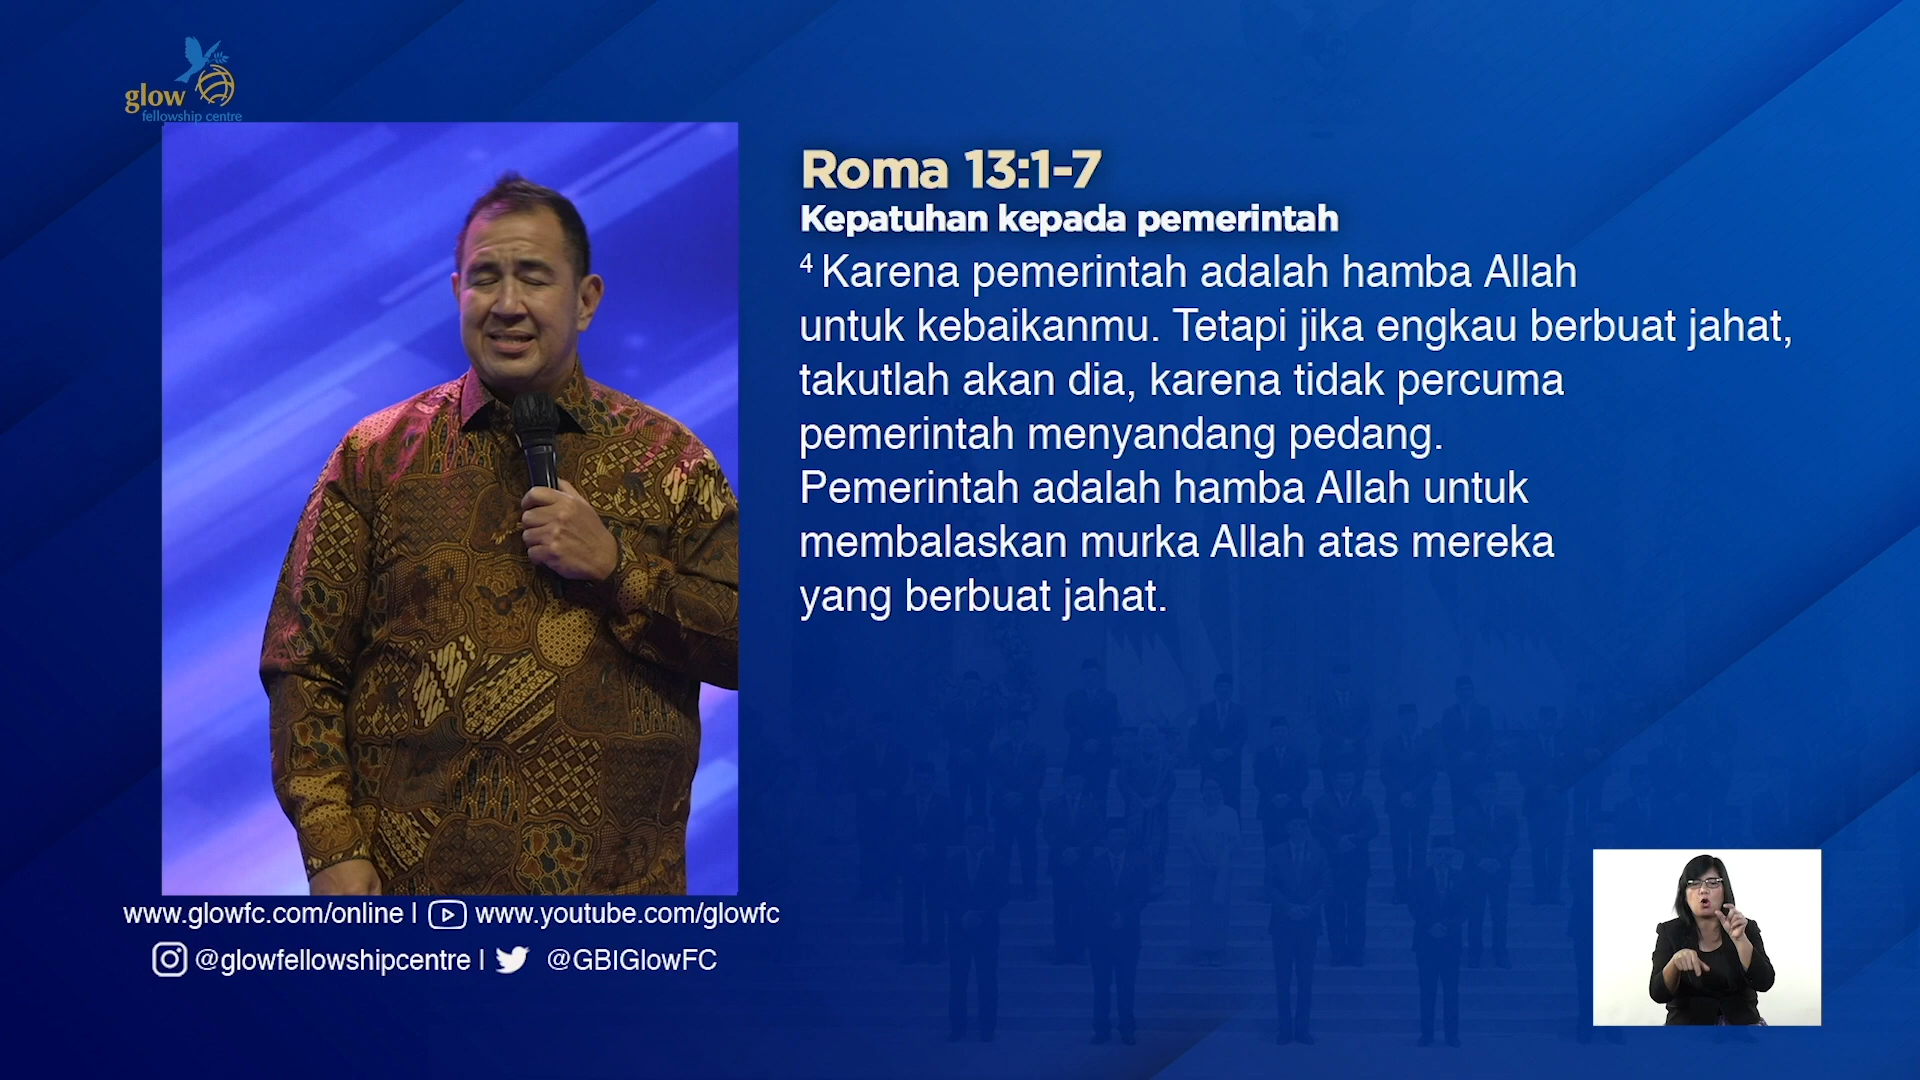 glow
fellowship centre
Roma 13:1-7
Kepatuhan kepada pemerintah
4 Karena pemerintah adalah hamba Allah
untuk kebaikanmu. Tetapi jika engkau berbuat jahat,
takutlah akan dia, karena tidak percuma
pemerintah menyandang pedang.
Pemerintah adalah hamba Allah untuk
membalaskan murka Allah atas mereka
yang berbuat jahat.
www.glowfc.com/online | www.youtube.com/glowfc
@glowfellowshipcentre | @GBIGlowFC